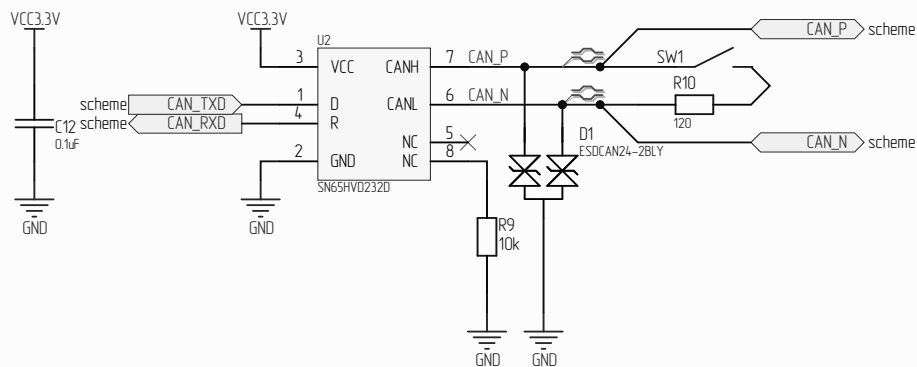 VCC3.3V
VCC3.3V
U2
CAN_P
scheme
3
VCC
CANH
7
CAN_P
SW1
scheme
CAN_TXD
1
D
CANL
6
CAN_N
R10
120
scheme
CAN_RXD
4
R
C12
0.1uF
NC
5
D1
ESDCAN24-2BLY
CAN_N
scheme
2
GND
NC
8
SN65HVD232D
GND
GND
R9
10k
GND
GND